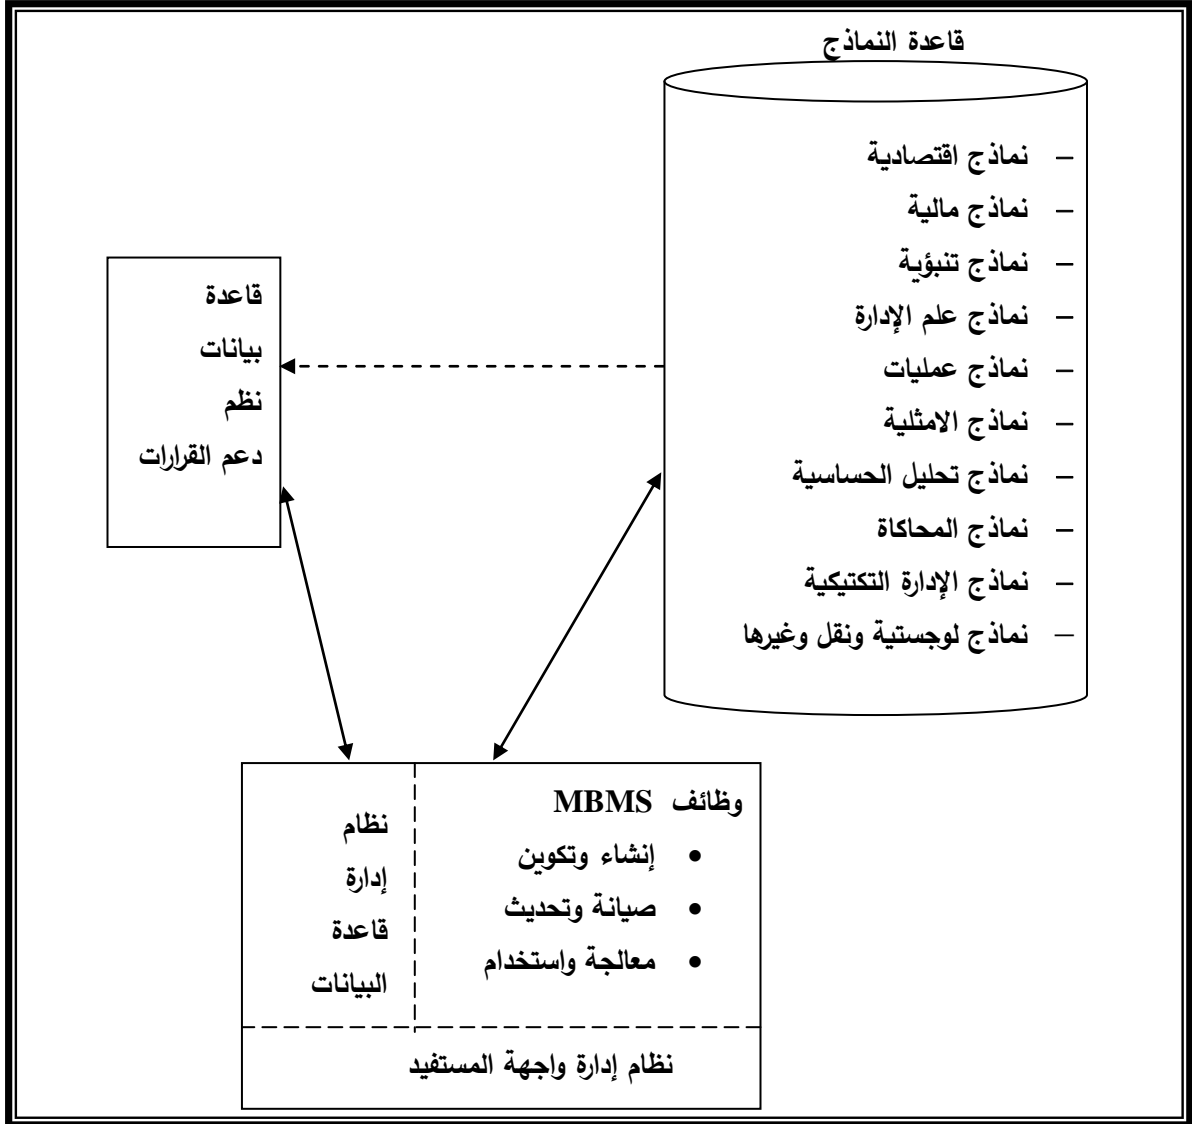 قاعدة النماذج
– نماذج اقتصادية
– نماذج مالية
– نماذج تنبؤية
– نماذج علم الإدارة
– نماذج عمليات
– نماذج الامثلية
– نماذج تحليل الحساسية
– نماذج المحاكاة
– نماذج الإدارة التكتيكية
– نماذج لوجستية ونقل وغيرها
قاعدة
بيانات
نظم
دعم القرارات
وظائف MBMS
• إنشاء وتكوين
• صيانة وتحديث
• معالجة واستخدام
نظام
إدارة
قاعدة
البيانات
نظام إدارة واجهة المستفيد